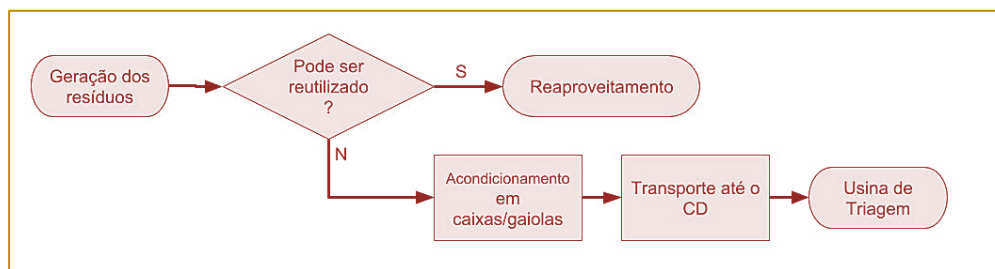 Geração dos
resíduos
Pode ser
reutilizado
?
S
Reaproveitamento
N
Acondicionamento
em
caixas/gaiolas
Transporte até o
CD
Usina de
Triagem